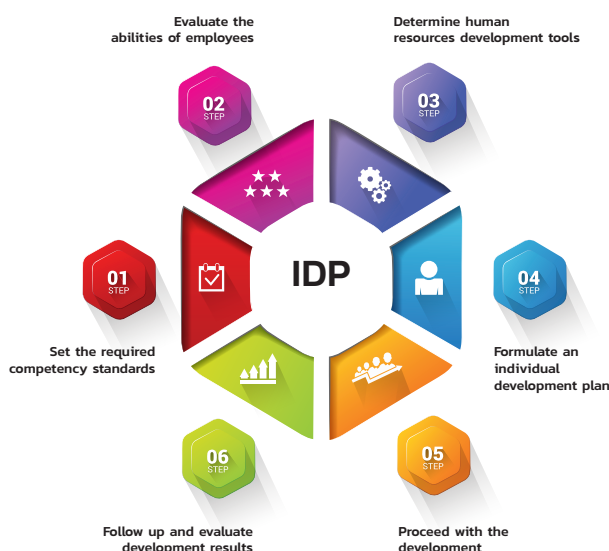 Evaluate the
abilities of employees
Determine human
resources development tools
02
STEP
03
STEP
IDP
01
STEP
04
STEP
Set the required
competency standards
Formulate an
individual
development plan
06
STEP
05
STEP
Follow up and evaluate
development results
Proceed with the
development